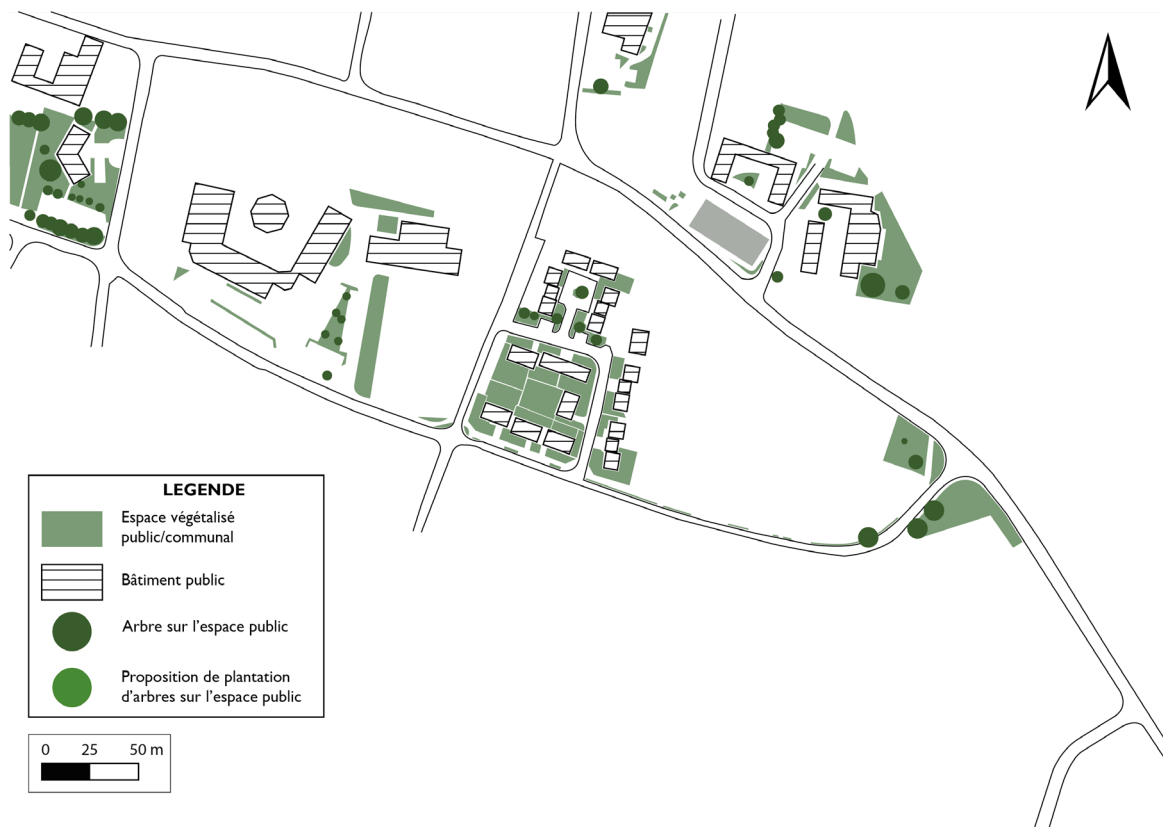 LEGENDE
Espace végétalisé
public/communal
Bâtiment public
Arbre sur l'espace public
Proposition de plantation
d'arbres sur l'espace public
0 25 50 m